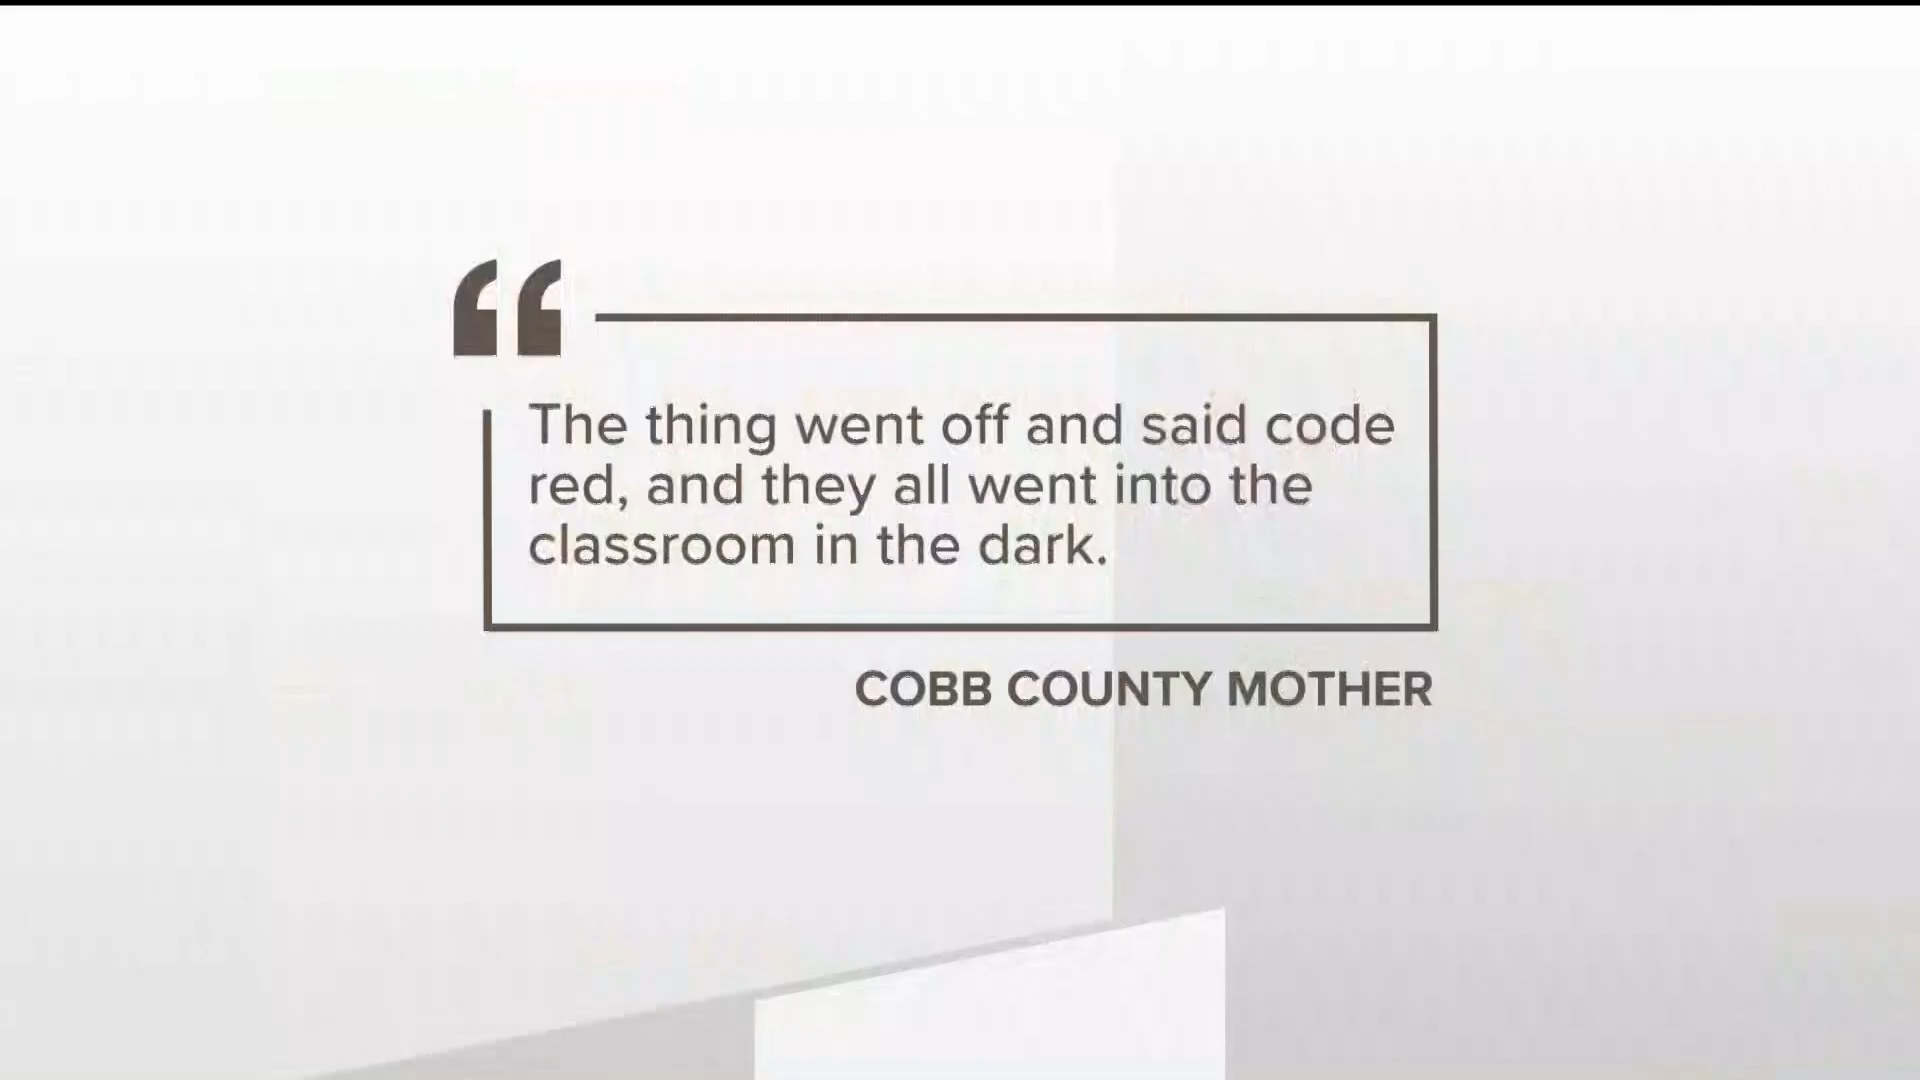 “
The thing went off and said code
red, and they all went into the
classroom in the dark.
COBB COUNTY MOTHER